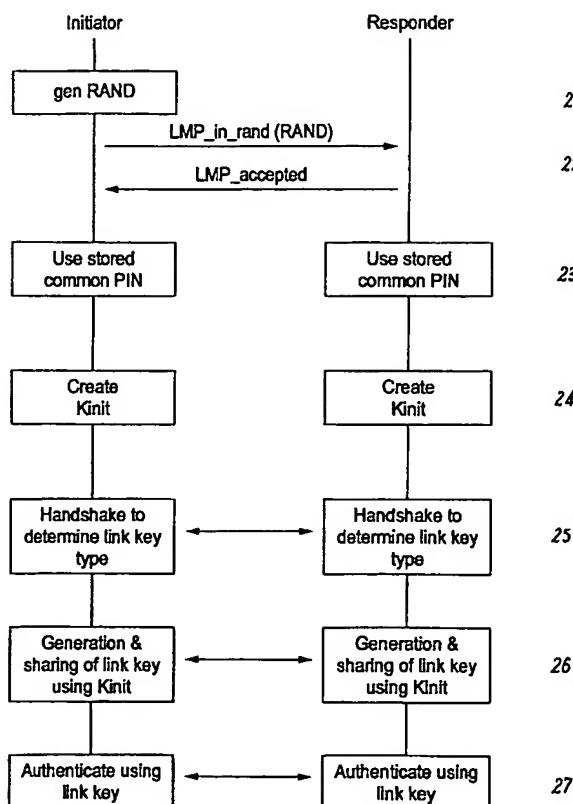 Initiator
Responder
gen RAND
LMP_in_rand (RAND)
LMP_accepted
Use stored
common PIN
Use stored
common PIN
23
Create
Kinit
Create
Kinit
24
Handshake to
determine link key
type
Handshake to
determine link key
type
25
Generation &
sharing of link key
using Kinit
Generation &
sharing of link key
using Kinit
26
Authenticate using
link key
Authenticate using
link key
27